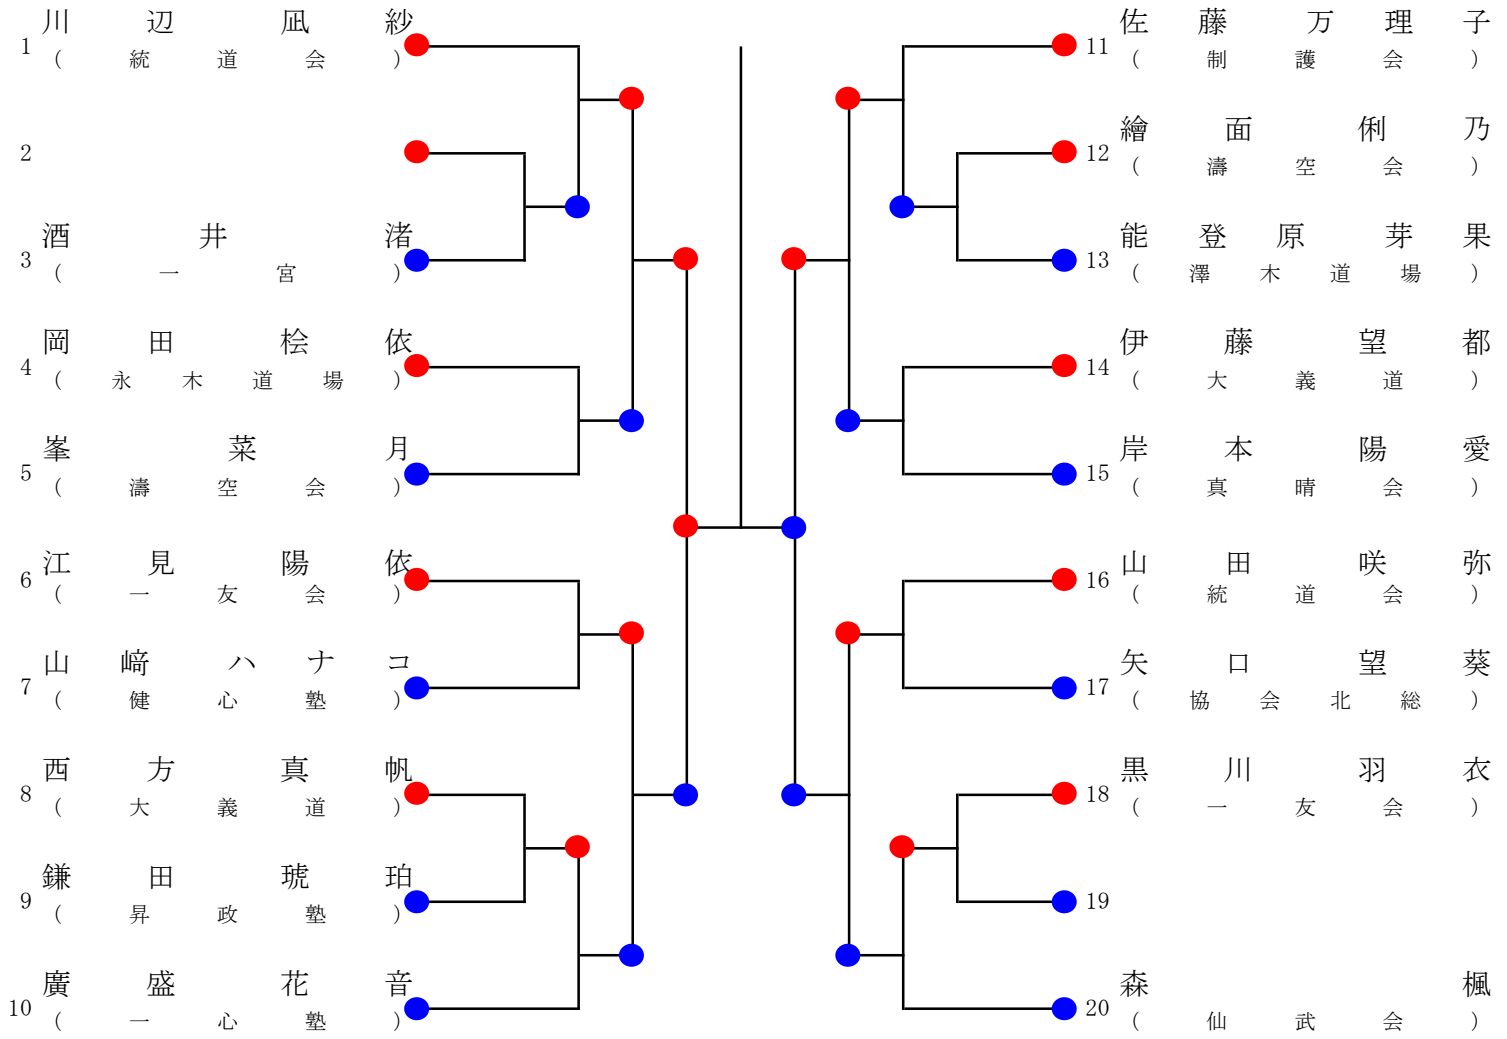 1 川辺凪紗
(統道会)
2
3 酒井渚
(一宮)
4 岡田桧依
(永木道場)
5 峯菜月
(濤空会)
6 江見陽依
(一友会)
7 山﨑ハナコ
(健心塾)
8 西方真帆
(大義道)
9 鎌田琥珀
(昇政塾)
10 廣盛花音
(一心塾)
11 佐藤万理子
(制護会)
12 繪面俐乃
(濤空会)
13 能登原芽果
(澤木道場)
14 伊藤望都
(大義道)
15 岸本陽愛
(真晴会)
16 山田咲弥
(統道会)
17 矢口望葵
(協会北総)
18 黒川羽衣
(一友会)
19
20 森楓
(仙武会)